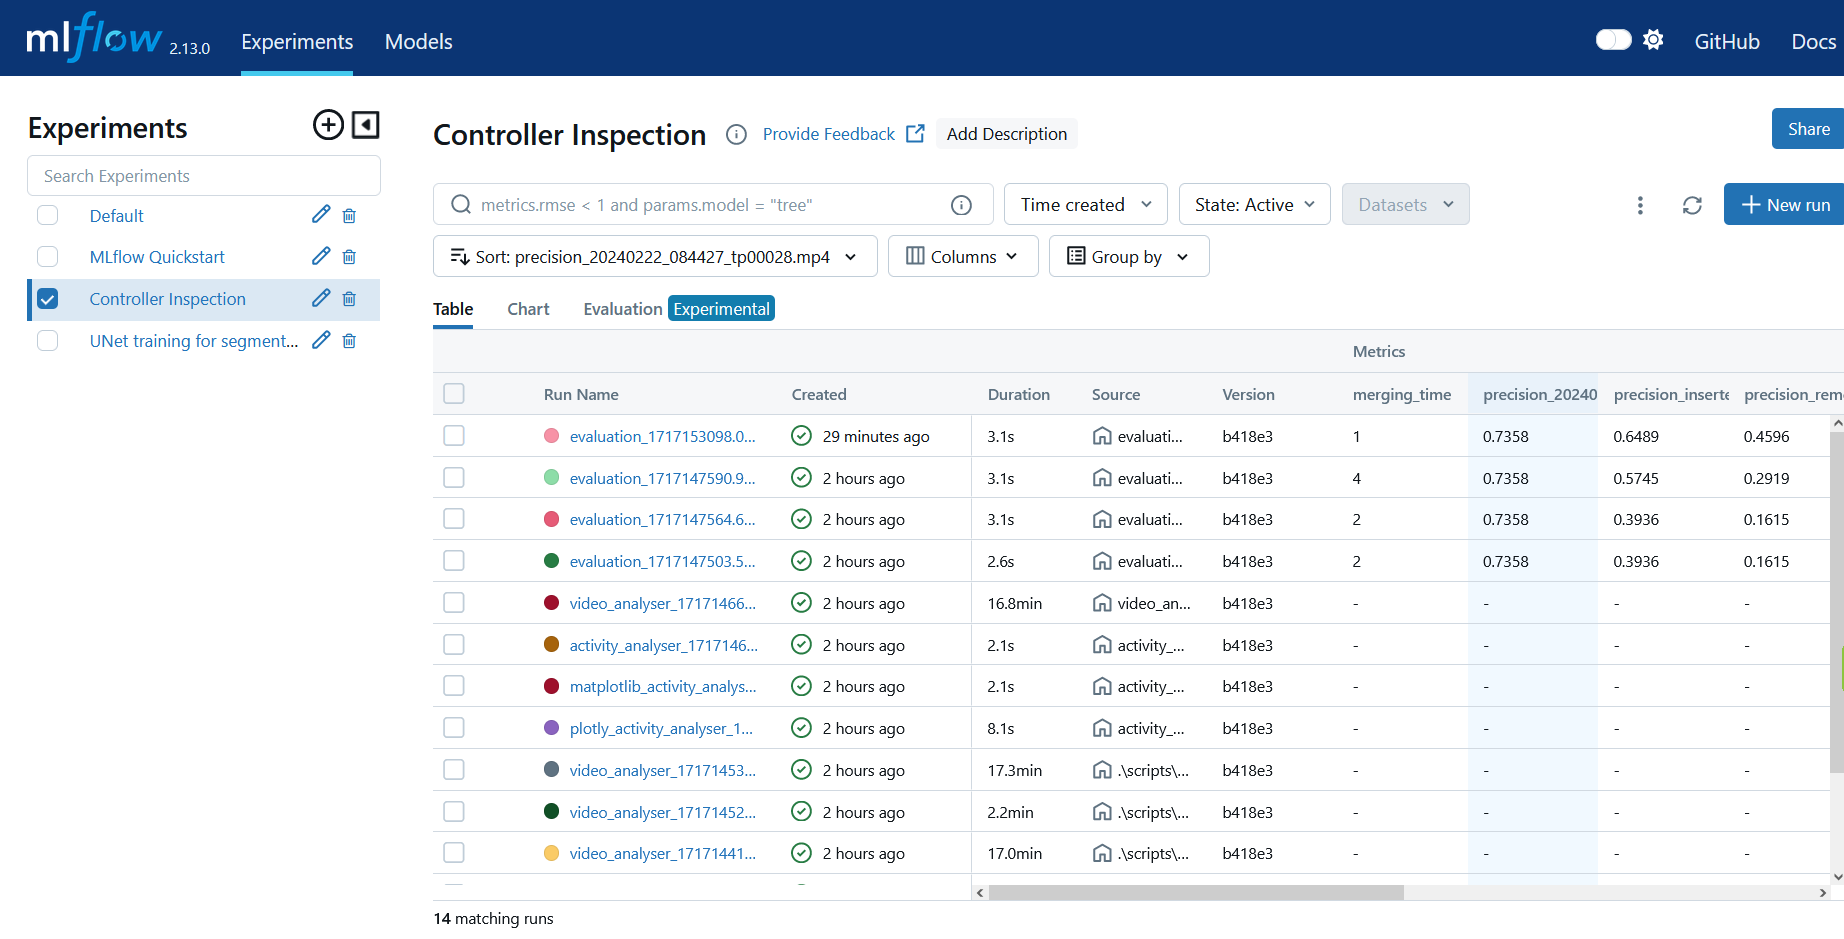 mlflow 2.13.0 Experiments Models GitHub Docs
Experiments
Search Experiments
Default
MLflow Quickstart
Controller Inspection
UNet training for segment...
Controller Inspection Provide Feedback Add Description Share
metrics.rmse < 1 and params.model = "tree" Time created State: Active Datasets New run
Sort: precision_20240222_084427_tp00028.mp4 Columns Group by
Table Chart Evaluation Experimental
Metrics
Run Name Created Duration Source Version merging_time precision_20240 precision_inserte precision_rem
evaluation_1717153098.0... 29 minutes ago 3.1s evaluati... b418e3 1 0.7358 0.6489 0.4596
evaluation_1717147590.9... 2 hours ago 3.1s evaluati... b418e3 4 0.7358 0.5745 0.2919
evaluation_1717147564.6... 2 hours ago 3.1s evaluati... b418e3 2 0.7358 0.3936 0.1615
evaluation_1717147503.5... 2 hours ago 2.6s evaluati... b418e3 2 0.7358 0.3936 0.1615
video_analyser_17171466... 2 hours ago 16.8min video_an... b418e3 - - - -
activity_analyser_1717146... 2 hours ago 2.1s activity_... b418e3 - - - -
matplotlib_activity_analys... 2 hours ago 2.1s activity_... b418e3 - - - -
plotly_activity_analyser_1... 2 hours ago 8.1s activity_... b418e3 - - - -
video_analyser_17171453... 2 hours ago 17.3min .\scripts\... b418e3 - - - -
video_analyser_17171452... 2 hours ago 2.2min .\scripts\... b418e3 - - - -
video_analyser_17171441... 2 hours ago 17.0min .\scripts\... b418e3 - - - -
14 matching runs